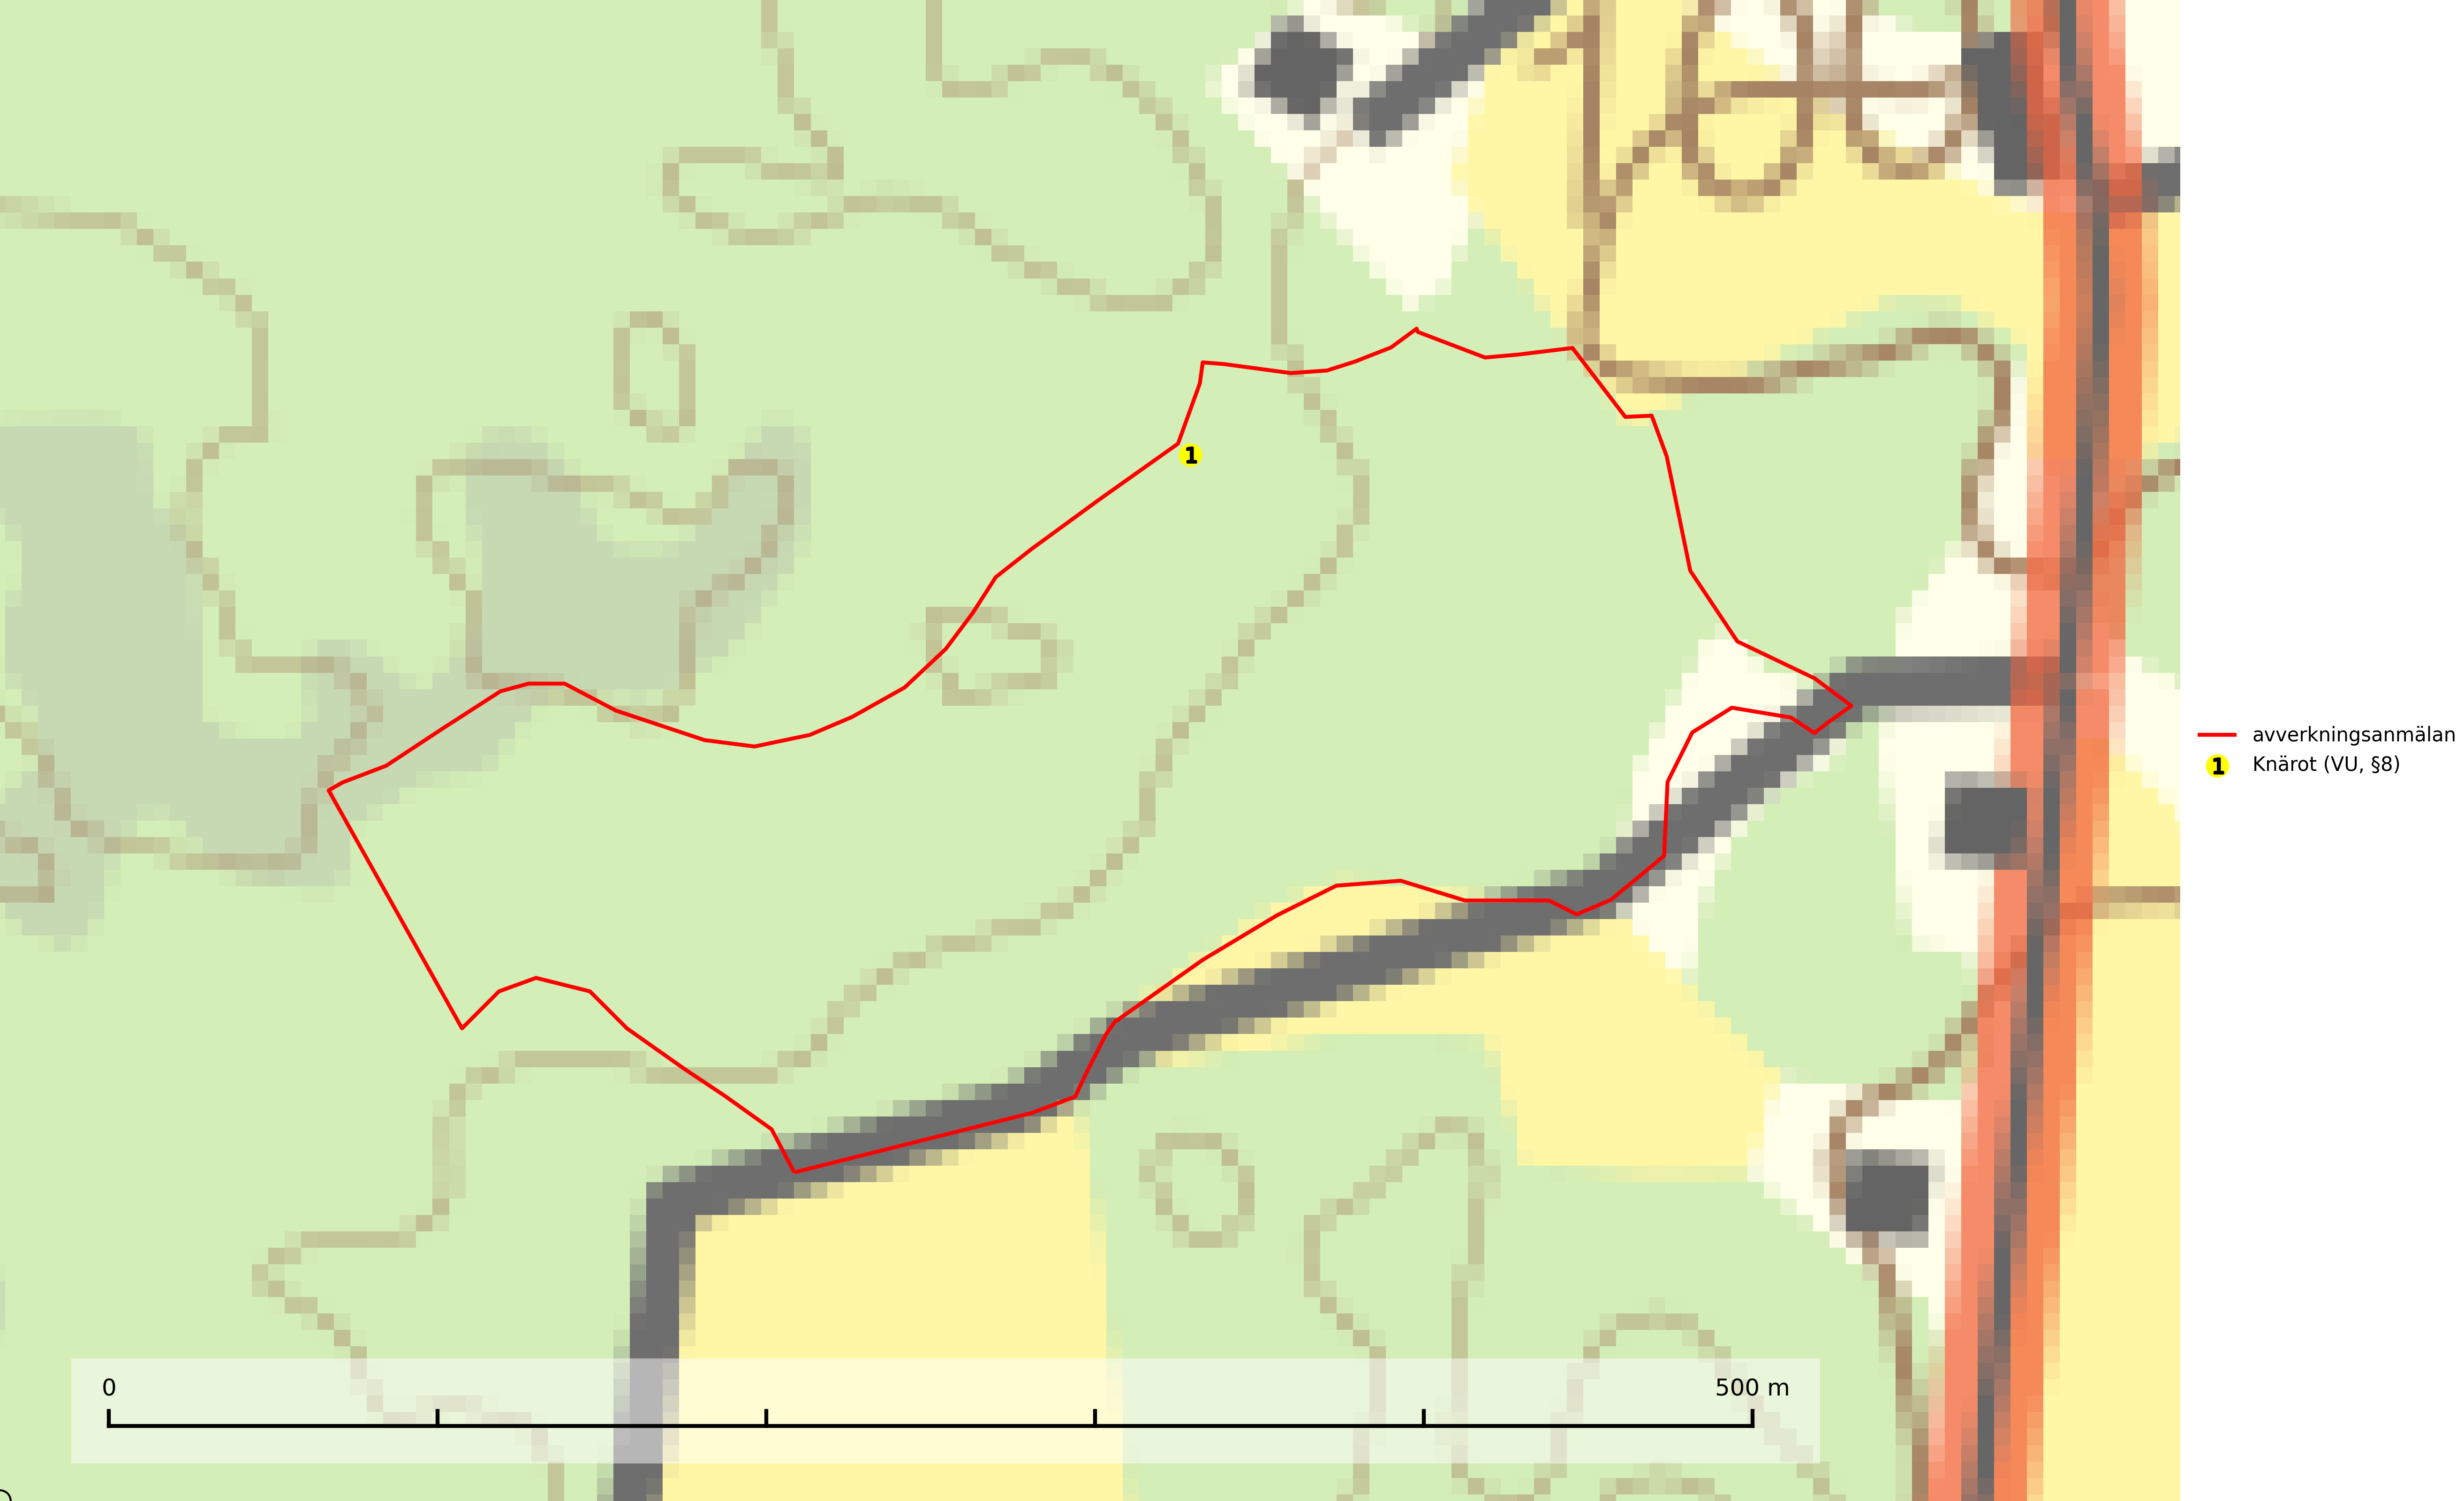 1
avverkningsanmälan
1 Knärot (VU, §8)
0 500 m